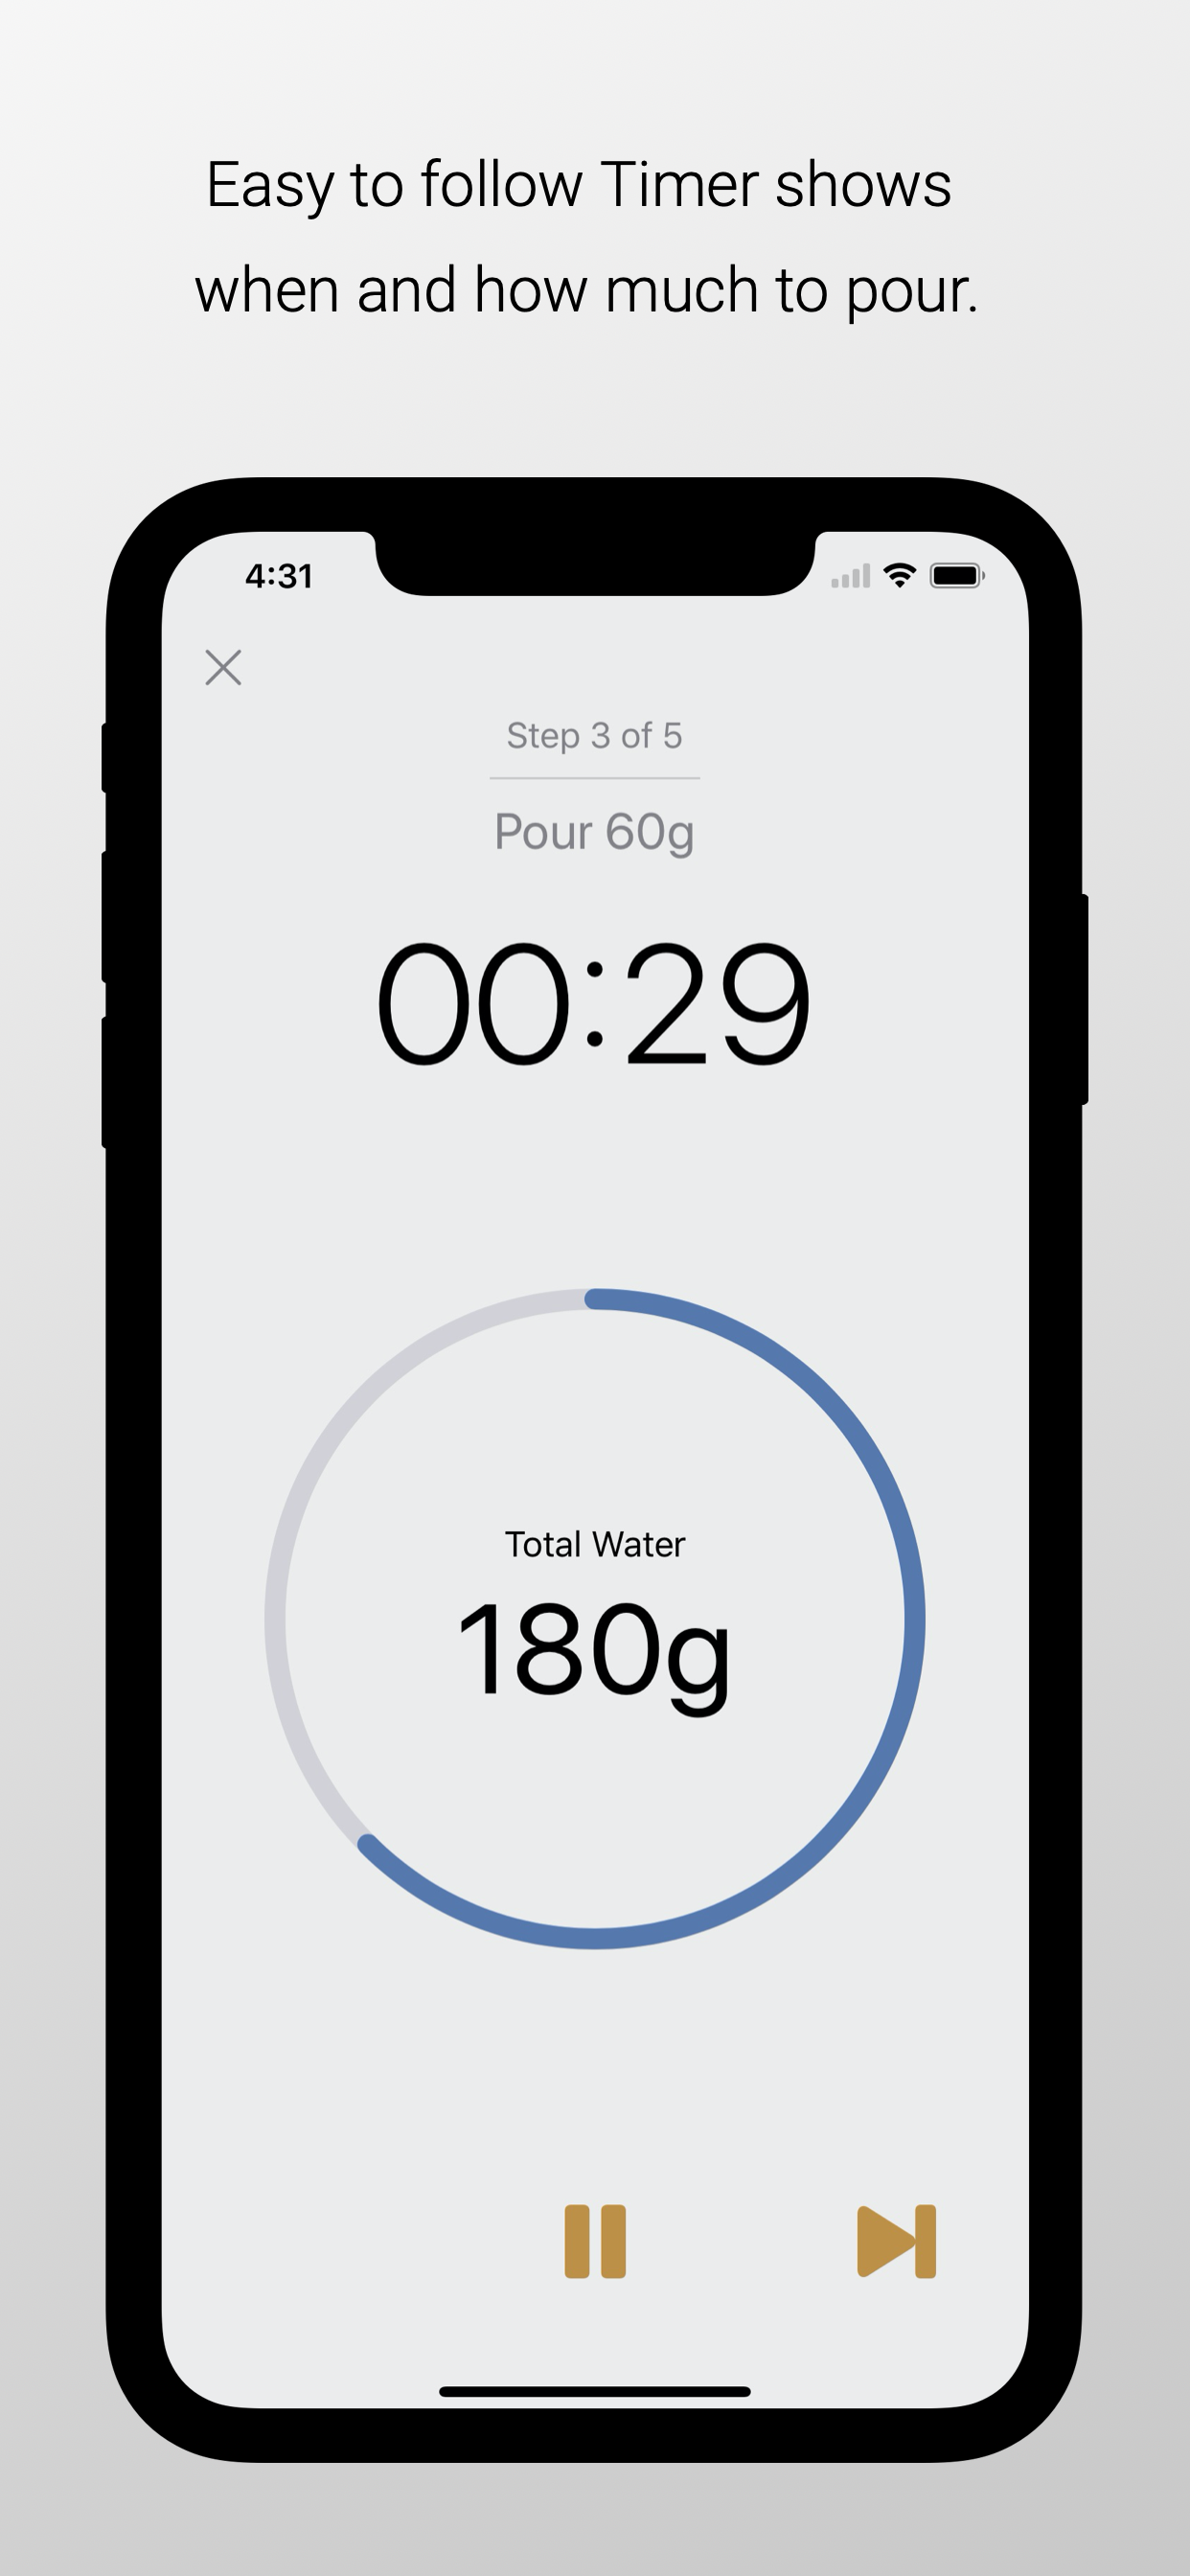 Easy to follow Timer shows
when and how much to pour.
4:31
Step 3 of 5
Pour 60g
00:29
Total Water
180g